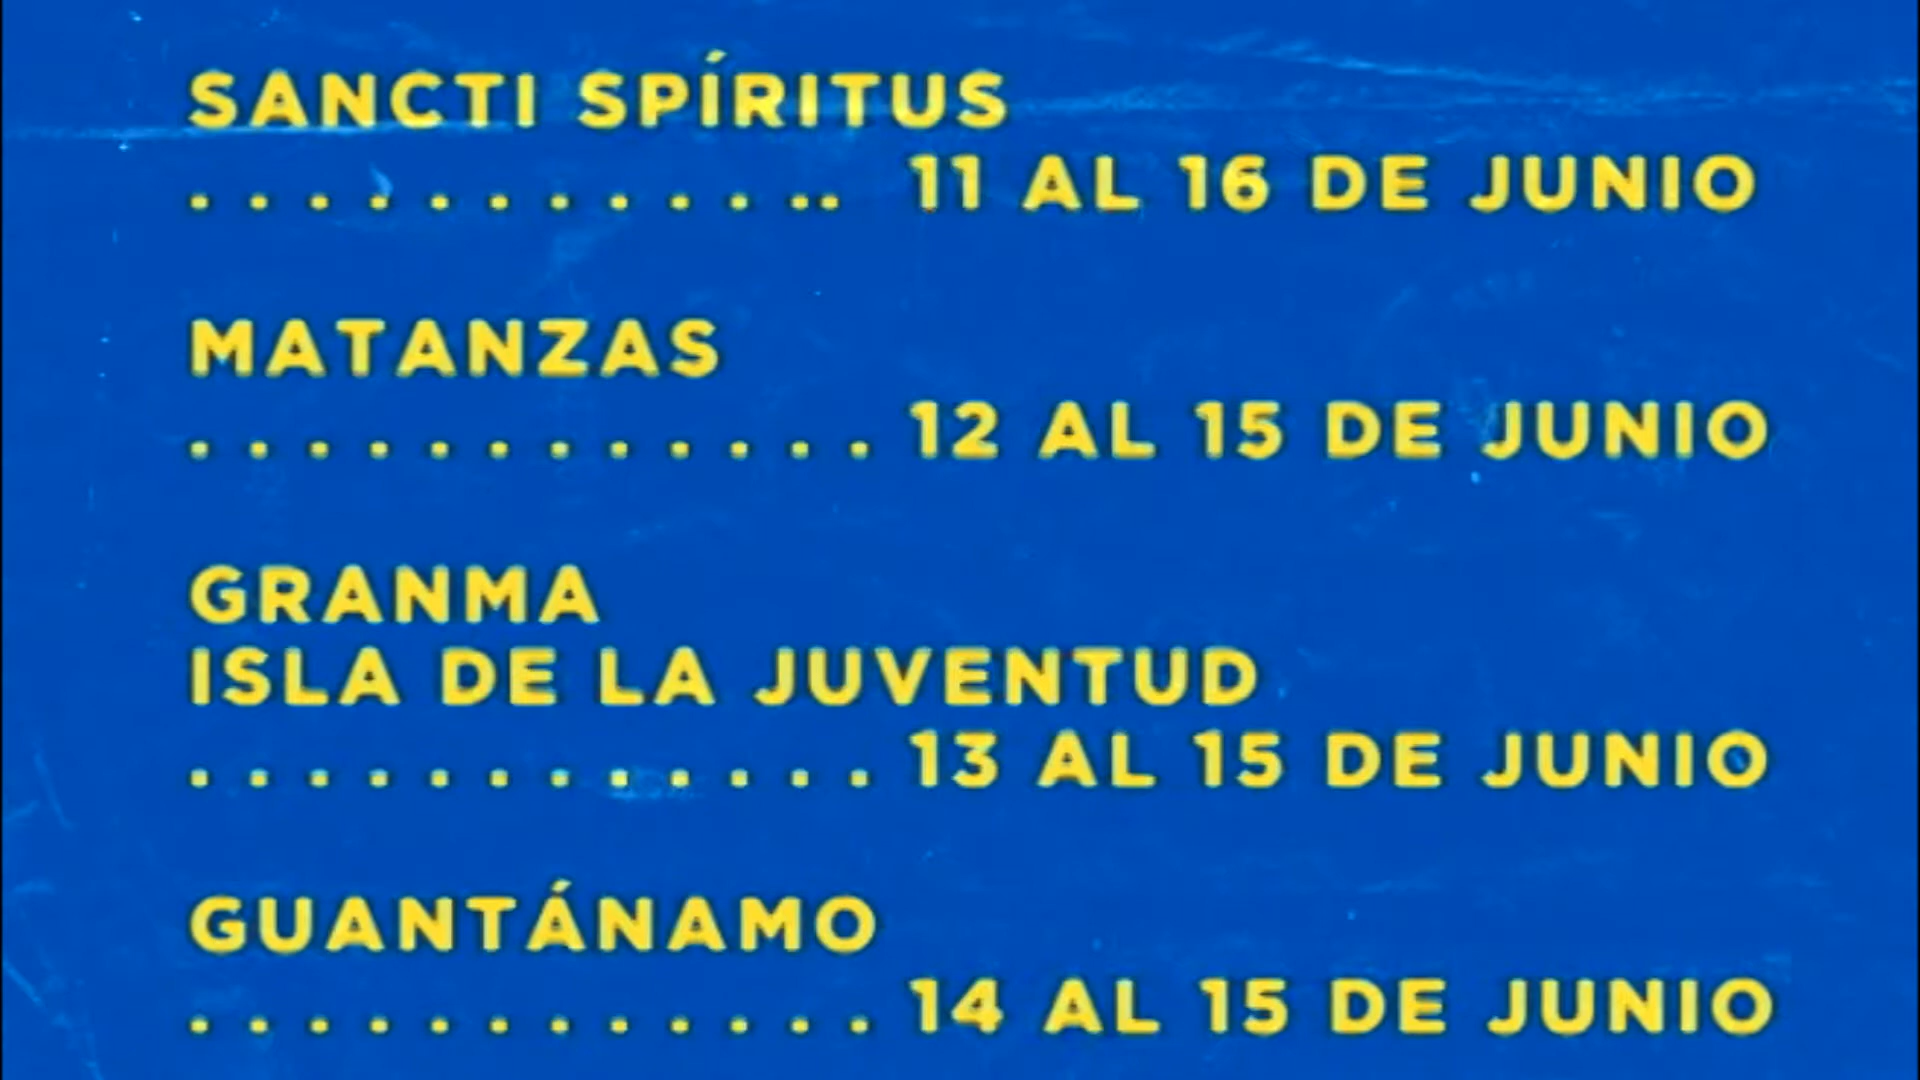 SANCTI SPÍRITUS
. . . . . . . . . . .. 11 AL 16 DE JUNIO
MATANZAS
. . . . . . . . . . . . 12 AL 15 DE JUNIO
GRANMA
ISLA DE LA JUVENTUD
. . . . . . . . . . . . 13 AL 15 DE JUNIO
GUANTÁNAMO
. . . . . . . . . . . . 14 AL 15 DE JUNIO